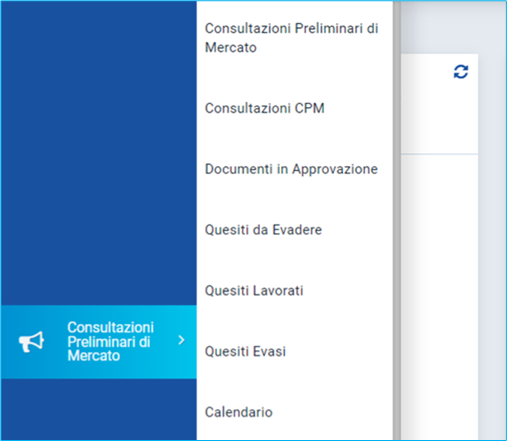 Consultazioni Preliminari di
Mercato
Consultazioni CPM
Documenti in Approvazione
Quesiti da Evadere
Quesiti Lavorati
Quesiti Evasi
Calendario
Consultazioni
Preliminari di
Mercato